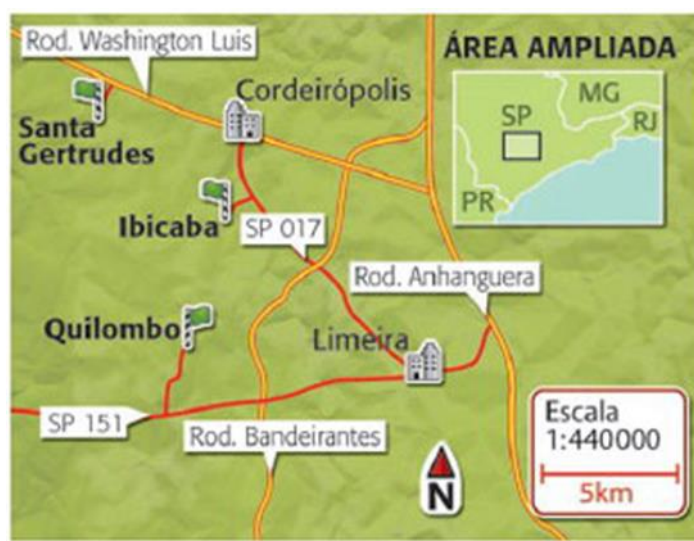 Rod. Washington Luis
ÁREA AMPLIADA
Cordeirópolis
MG
SP
RJ
PR
Santa
Gertrudes
Ibicaba
SP 017
Rod. Anhanguera
Quilombo
Limeira
SP 151
Rod. Bandeirantes
N
Escala
1:440000
5km